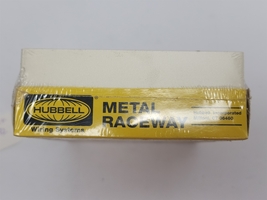 HUBBELL
Wiring Systems
METAL
RACEWAY